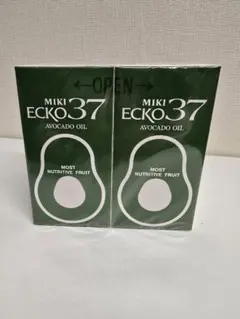 ←OPEN→
MIKI
ECKO37
AVOCADO OIL
MOST
NUTRITIVE FRUIT
MIKI
ECKO37
AVOCADO OIL
MOST
NUTRITIVE FRUIT